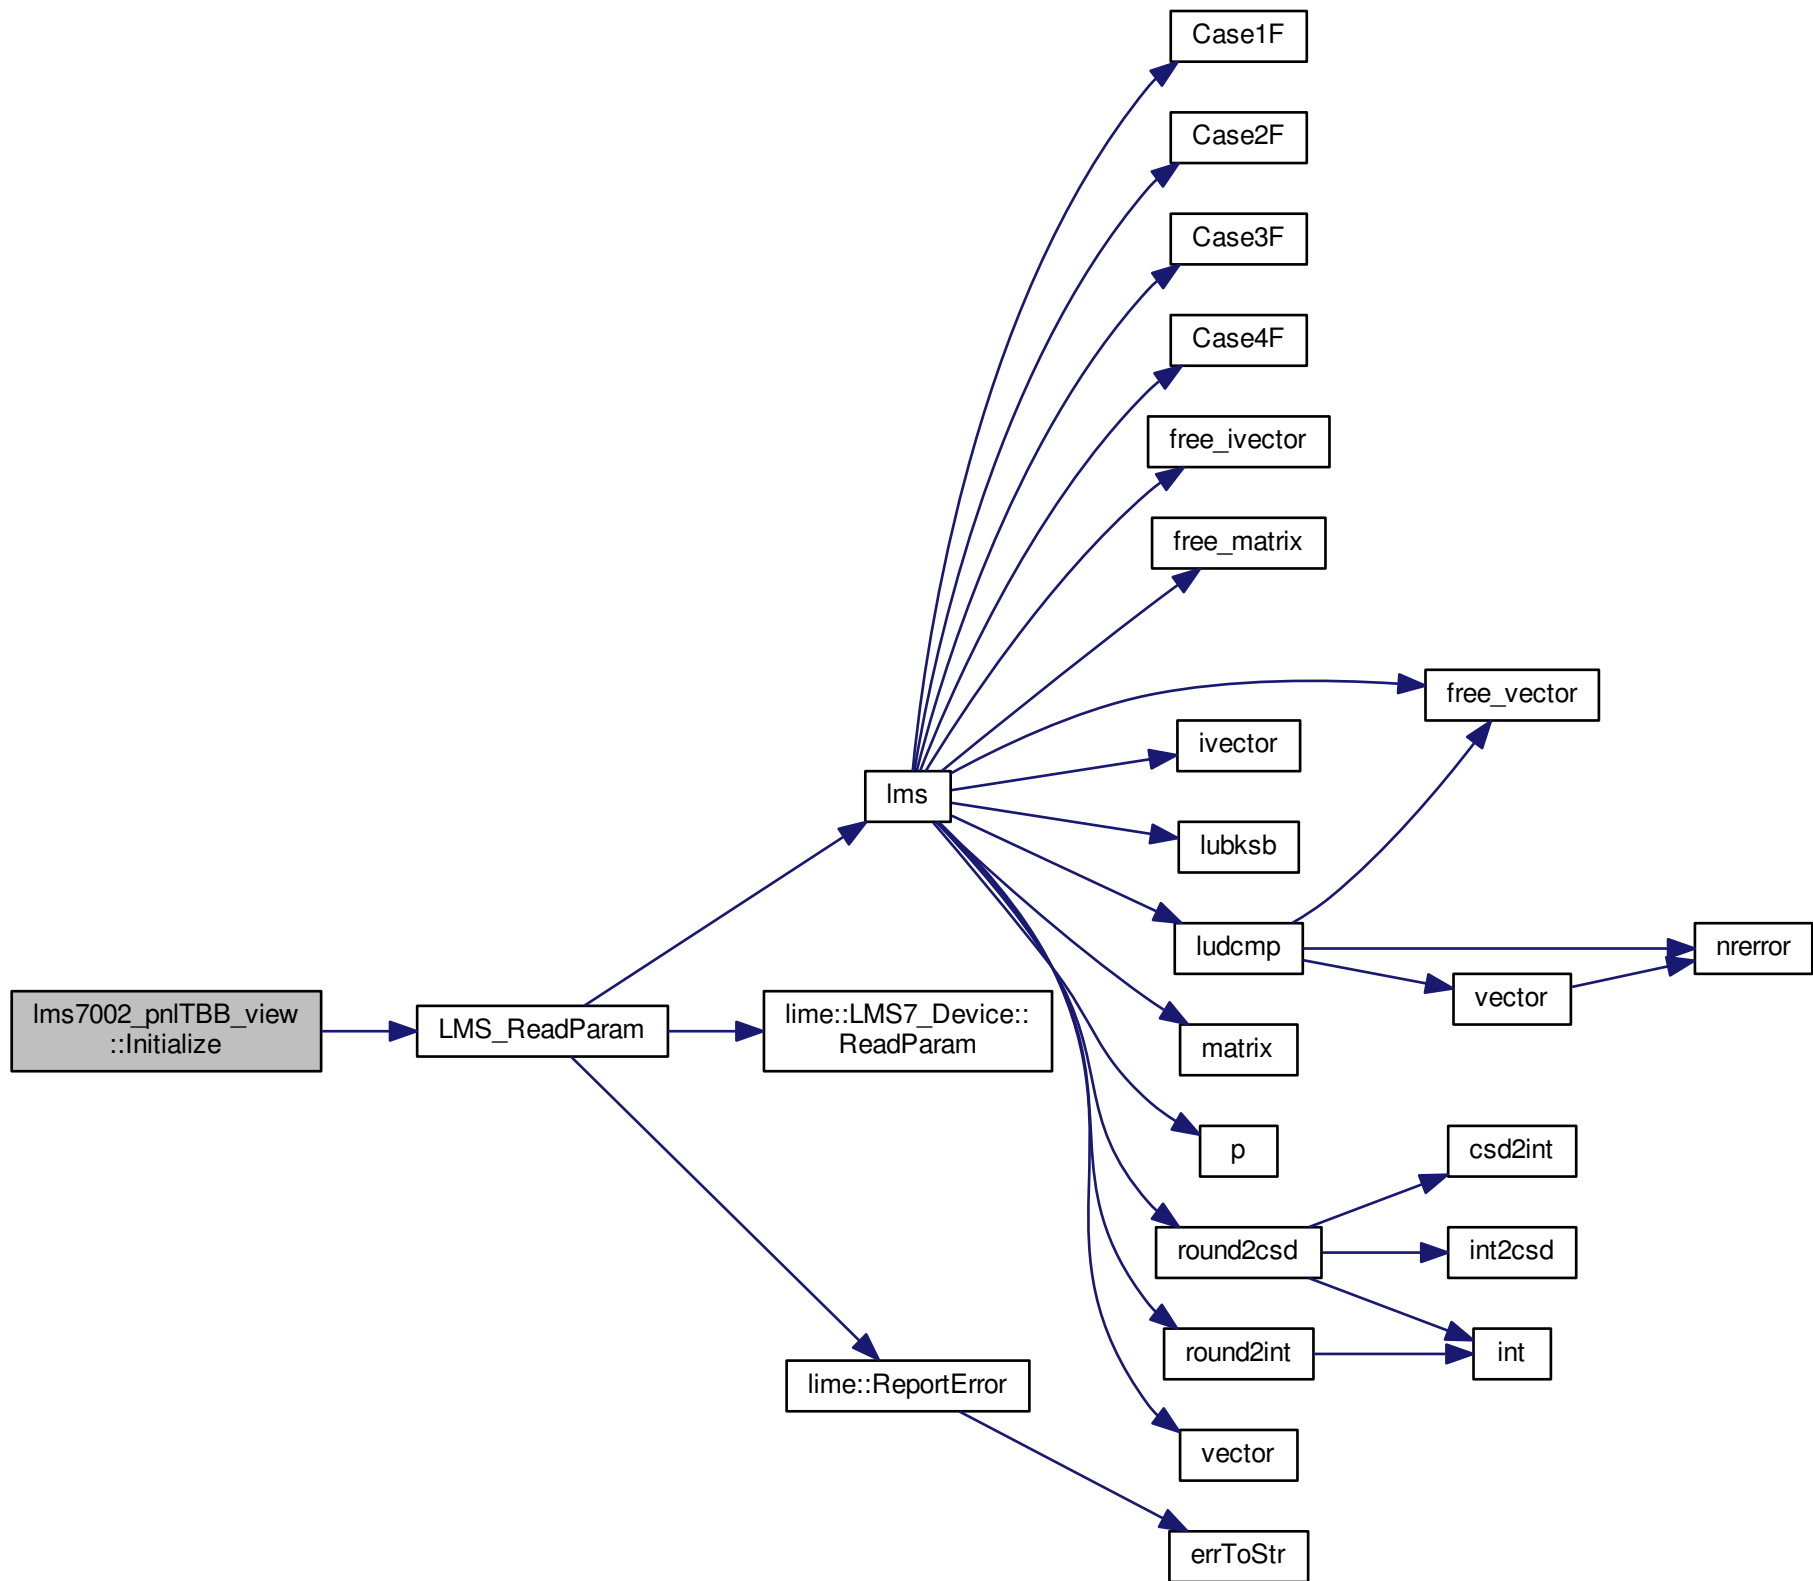 Case1F
Case2F
Case3F
Case4F
free_ivector
free_matrix
free_vector
ivector
lms
lubksb
ludcmp
nrerror
vector
lms7002_pnlTBB_view
::Initialize
LMS_ReadParam
lime::LMS7_Device::
ReadParam
matrix
p
csd2int
round2csd
int2csd
round2int
int
lime::ReportError
vector
errToStr